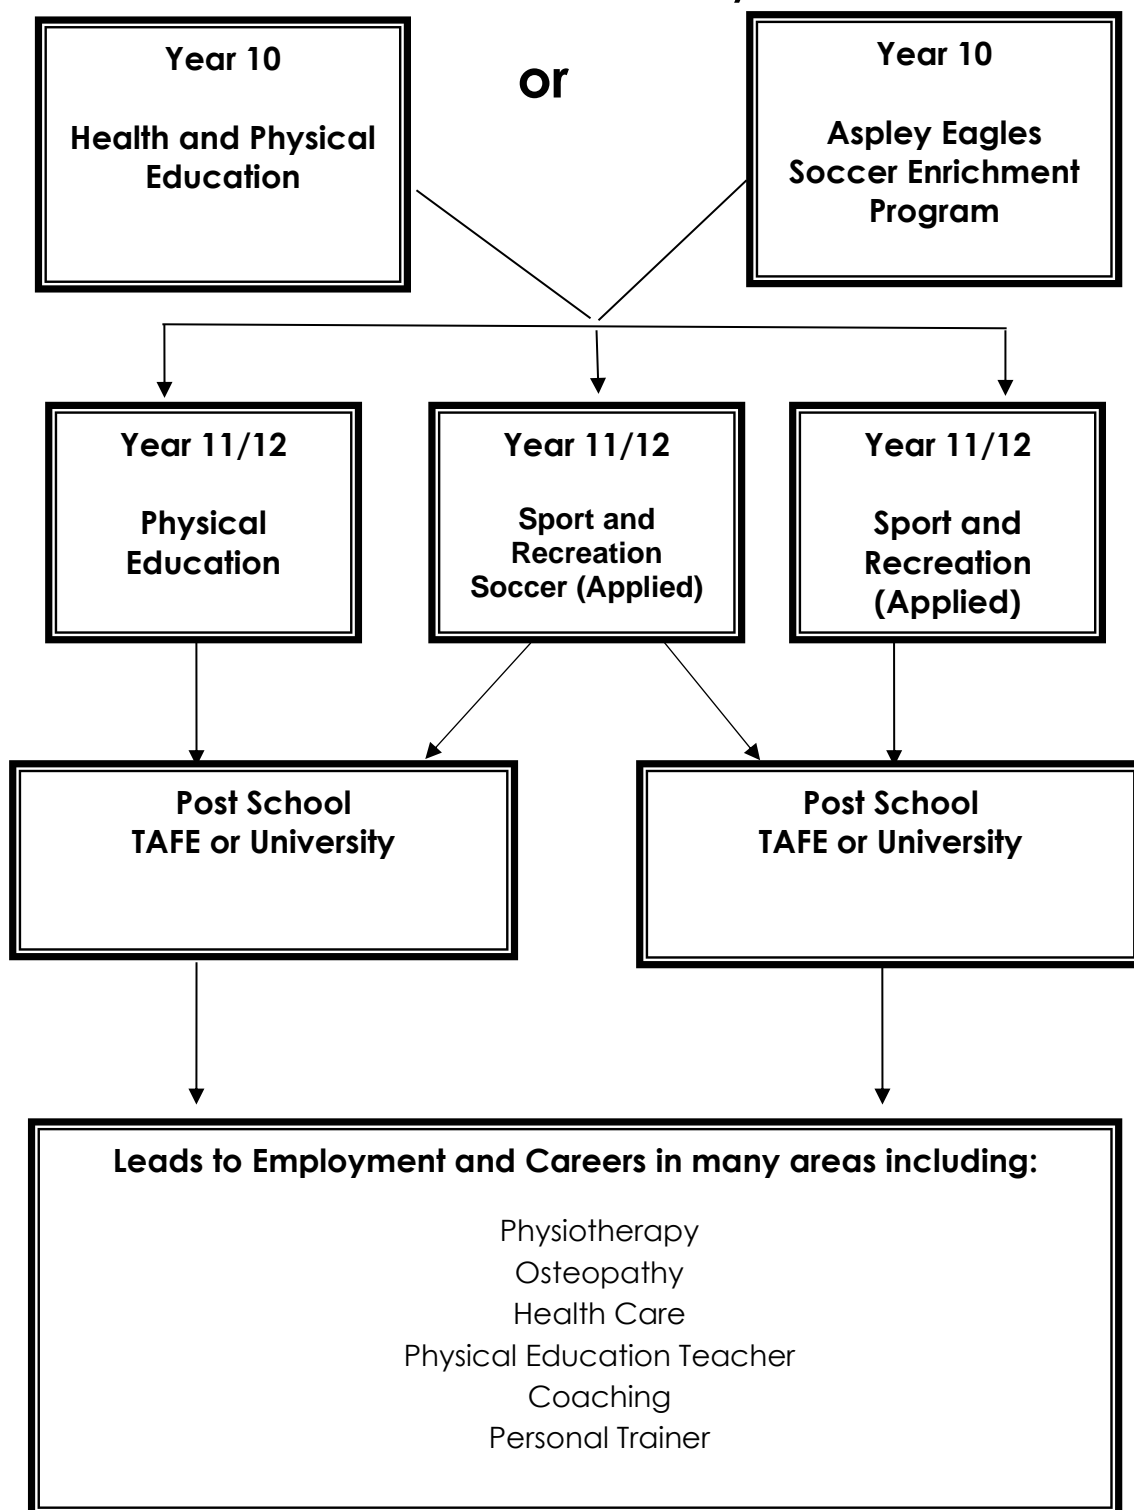 Year 10
Health and Physical
Education
or
Year 10
Aspley Eagles
Soccer Enrichment
Program
Year 11/12
Physical
Education
Year 11/12
Sport and
Recreation
Soccer (Applied)
Year 11/12
Sport and
Recreation
(Applied)
Post School
TAFE or University
Post School
TAFE or University
Leads to Employment and Careers in many areas including:
Physiotherapy
Osteopathy
Health Care
Physical Education Teacher
Coaching
Personal Trainer